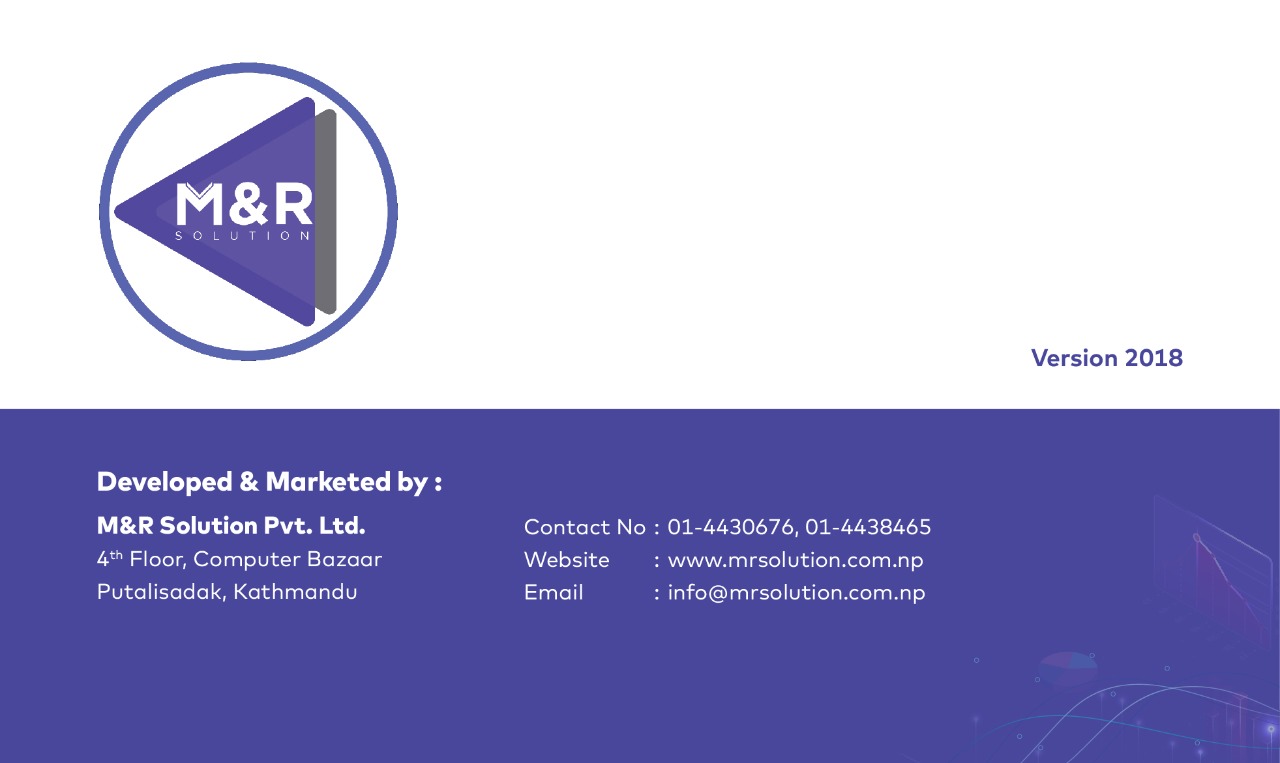 M&R
SOLUTION
Version 2018
Developed & Marketed by :
M&R Solution Pvt. Ltd.
4th Floor, Computer Bazaar
Putalisadak, Kathmandu
Contact No : 01-4430676, 01-4438465
Website : www.mrsolution.com.np
Email : info@mrsolution.com.np